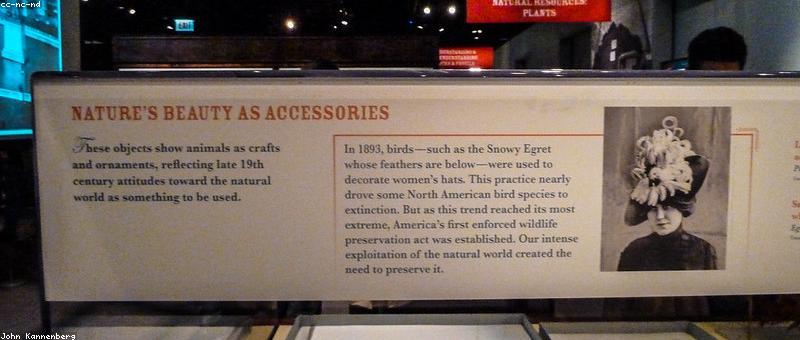 cc-nc-nd
EXIT
NATURAL RESOURCES:
PLANTS
NATURE'S BEAUTY AS ACCESSORIES
These objects show animals as crafts
and ornaments, reflecting late 19th
century attitudes toward the natural
world as something to be used.
In 1893, birds—such as the Snowy Egret
whose feathers are below—were used to
decorate women's hats. This practice nearly
drove some North American bird species to
extinction. But as this trend reached its most
extreme, America's first enforced wildlife
preservation act was established. Our intense
exploitation of the natural world created the
need to preserve it.
John Kannenberg